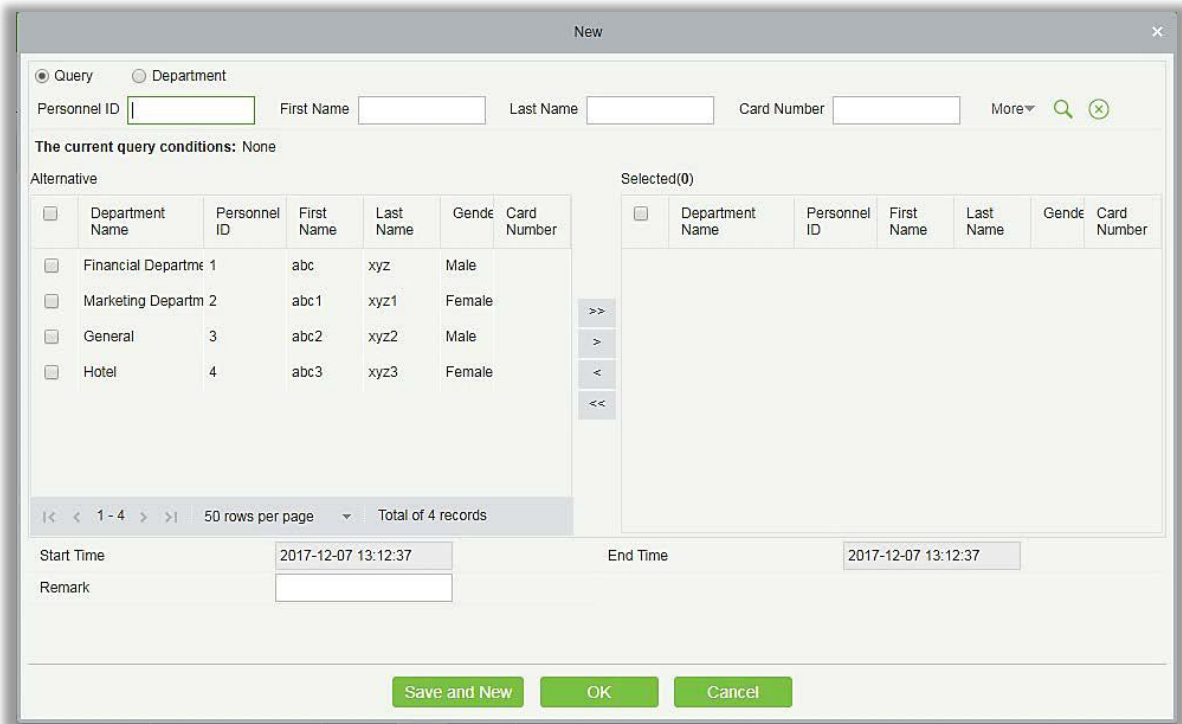 New
Query Department
Personnel ID First Name Last Name Card Number More
The current query conditions: None
Alternative Selected(0)
Department Name Personnel ID First Name Last Name Gende Card Number Department Name Personnel ID First Name Last Name Gende Card Number
Financial Departme 1 abc xyz Male
Marketing Departm 2 abc1 xyz1 Female
>>
General 3 abc2 xyz2 Male
>
Hotel 4 abc3 xyz3 Female
<
<<
|< < 1 - 4 > >| 50 rows per page Total of 4 records
Start Time 2017-12-07 13:12:37 End Time 2017-12-07 13:12:37
Remark
Save and New OK Cancel